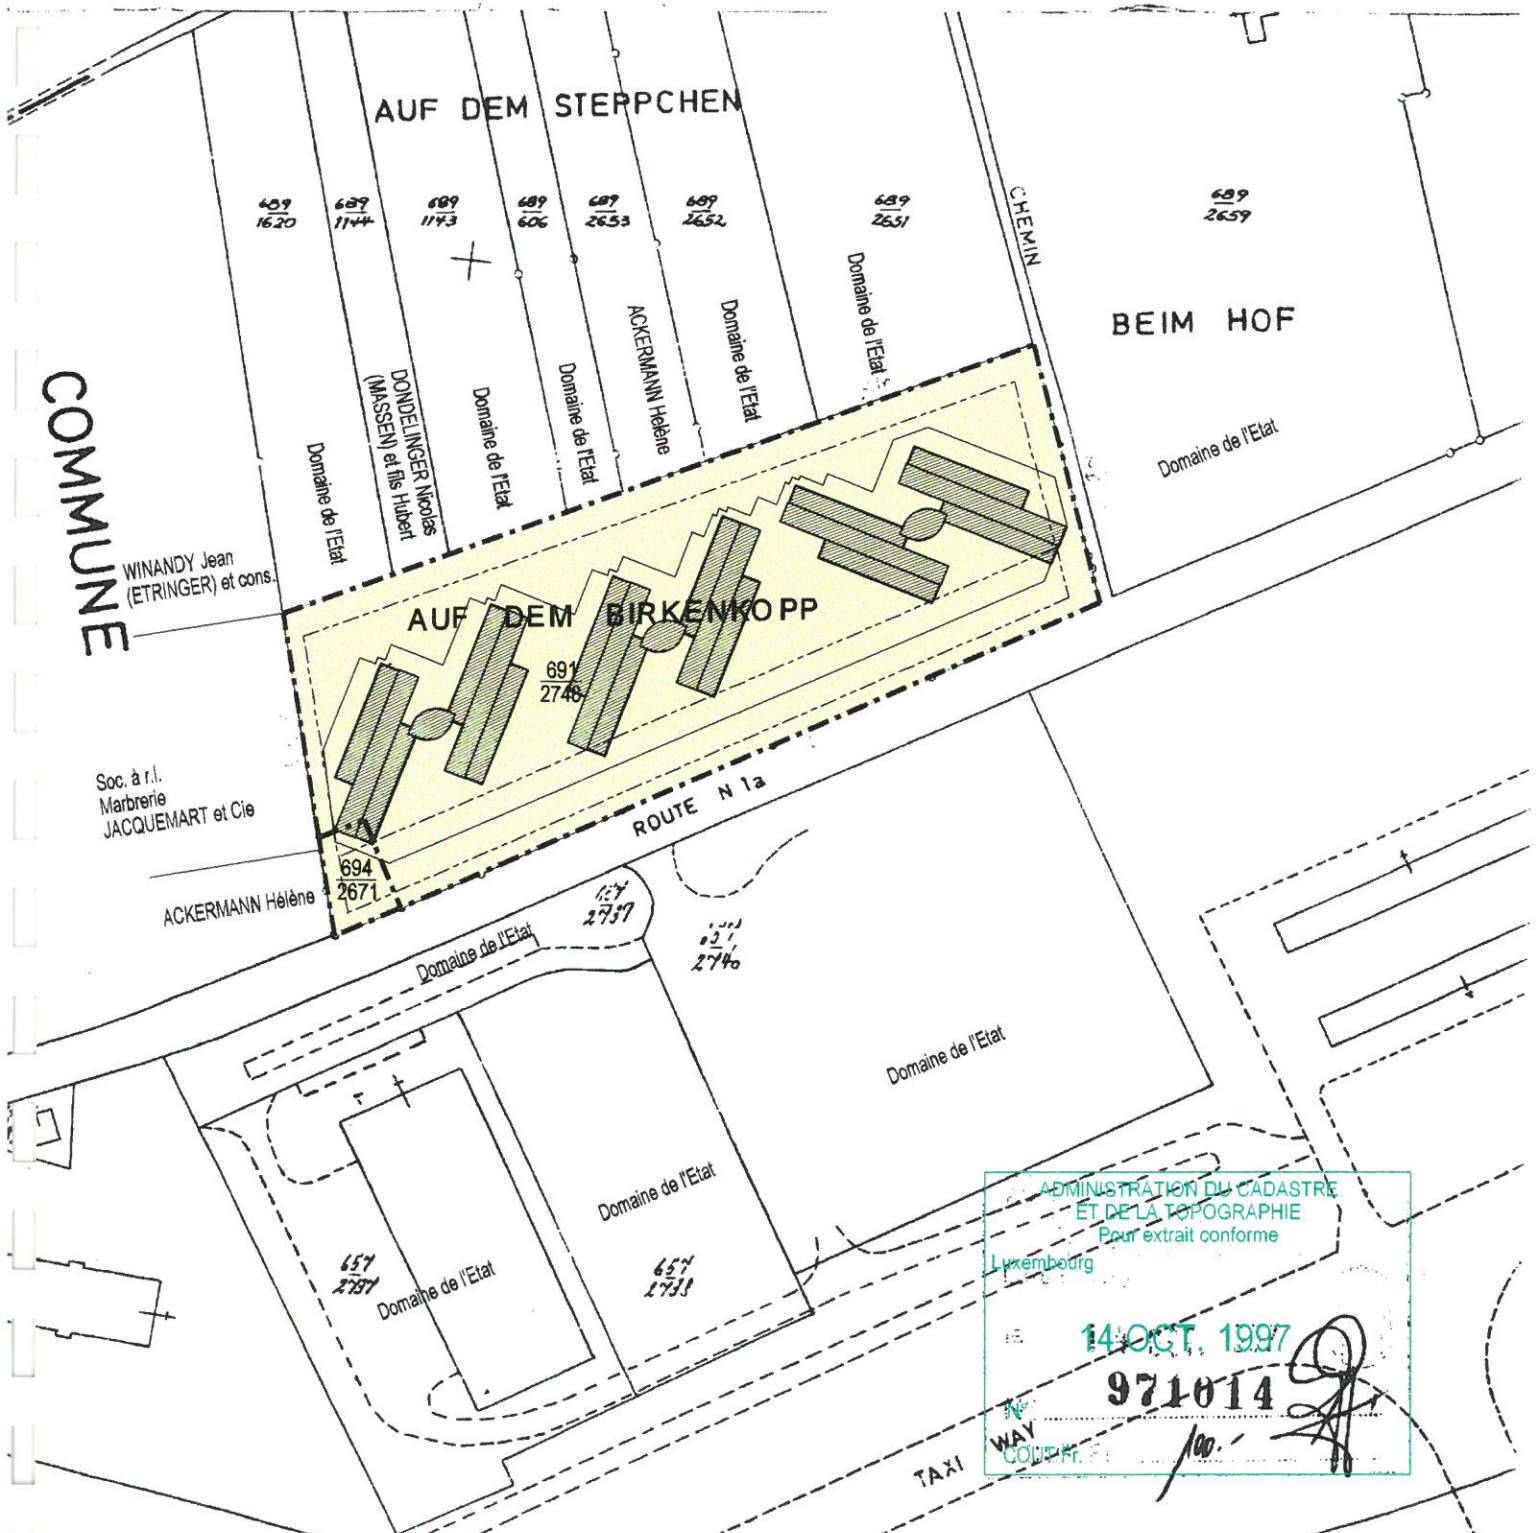 AUF DEM STEPPCHEN
689
1620
689
1144
689
1143
689
606
689
2653
689
2652
689
2651
689
2659
CHEMIN
BEIM HOF
COMMUNE
Domaine de l'Etat
DONDELINGER Nicolas
(MASSEN) et fils Hubert
Domaine de l'Etat
Domaine de l'Etat
ACKERMANN Helène
Domaine de l'Etat
Domaine de l'Etat
Domaine de l'Etat
WINANDY Jean
(ETRINGER) et cons.
AUF DEM BIRKENKOPP
691
2748
Soc. à r.l.
Marbrerie
JACQUEMART et Cie
ROUTE N 1a
694
2671
ACKERMANN Hélène
2737
2740
Domaine de l'Etat
Domaine de l'Etat
Domaine de l'Etat
657
2737
Domaine de l'Etat
657
2738
ADMINISTRATION DU CADASTRE
ET DE LA TOPOGRAPHIE
Pour extrait conforme
Luxembourg
14 OCT. 1997
N° 971014
COUT Fr. 100.-
TAXI WAY